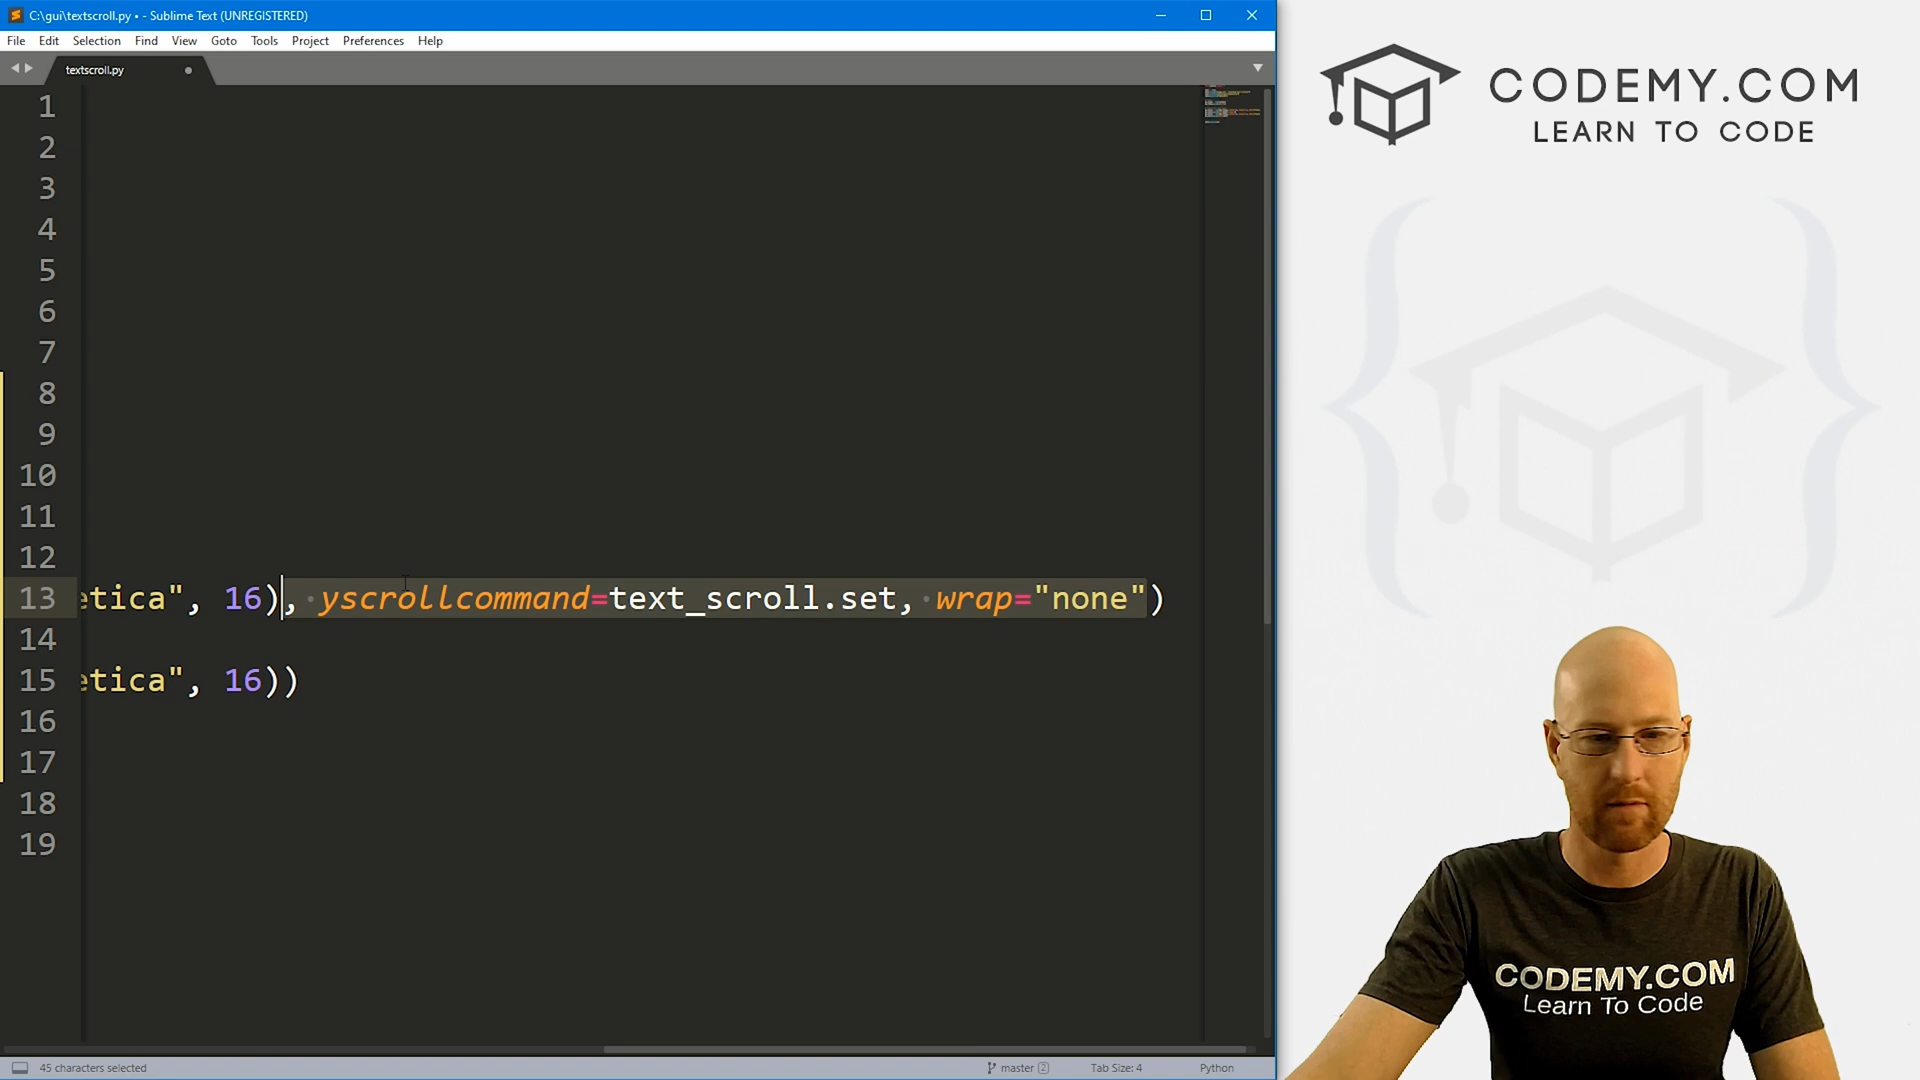 C:\gui\textscroll.py • - Sublime Text (UNREGISTERED)
File Edit Selection Find View Goto Tools Project Preferences Help
textscroll.py
1
2
3
4
5
6
7
8
9
10
11
12
13 etica", 16), yscrollcommand=text_scroll.set, wrap="none")
14
15 etica", 16))
16
17
18
19
45 characters selected master 2 Tab Size: 4 Python
CODEMY.COM
LEARN TO CODE
CODEMY.COM
Learn To Code